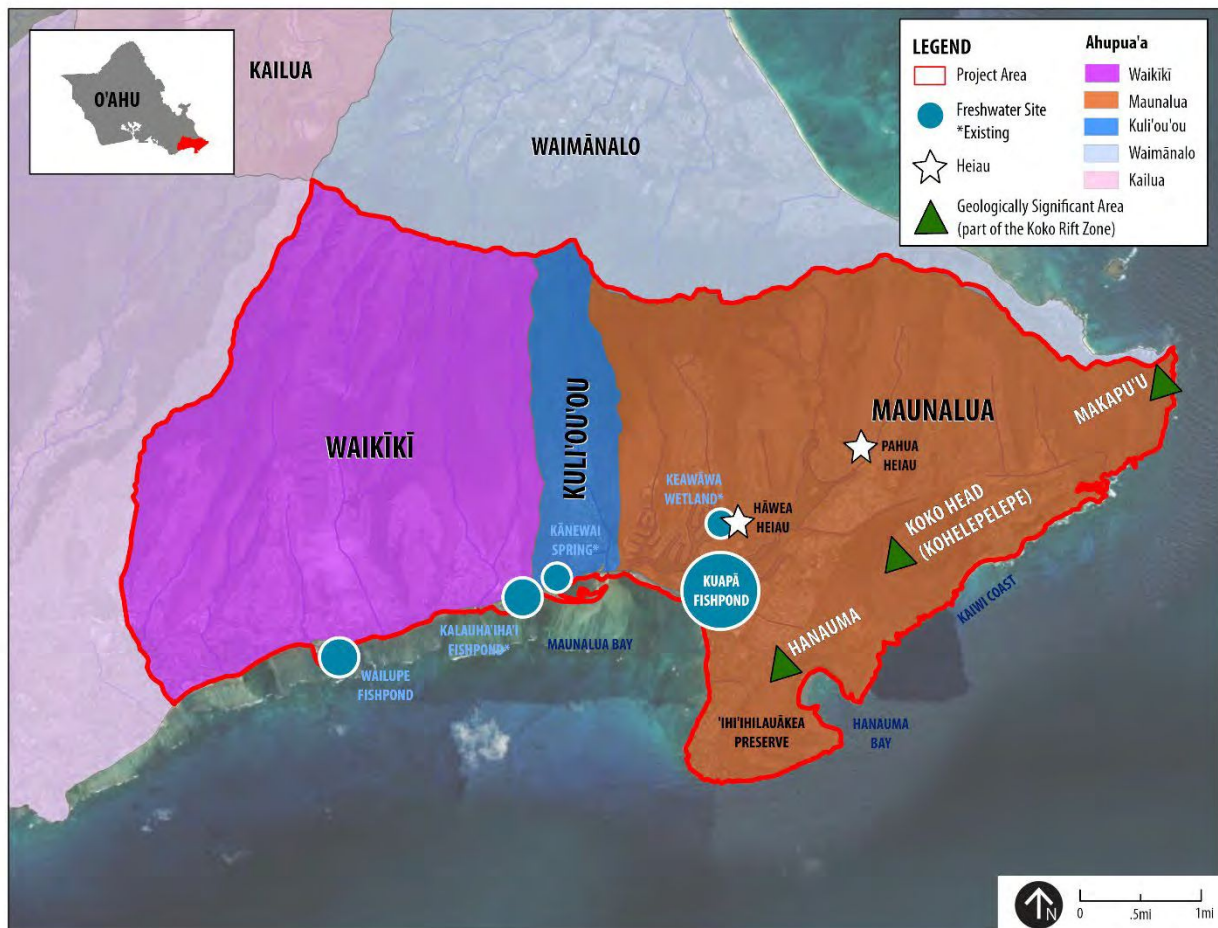 O'AHU
KAILUA
WAIMĀNALO
LEGEND
Project Area
Freshwater Site
*Existing
Heiau
Geologically Significant Area
(part of the Koko Rift Zone)
Ahupua'a
Waikīkī
Maunalua
Kuli'ou'ou
Waimānalo
Kailua
WAIKĪKĪ
KULI'OU'OU
MAUNALUA
MAKAPU'U
PAHUA
HEIAU
KEAWĀWA
WETLAND*
HĀWEA
HEIAU
KOKO HEAD
(KOHELEPELEPE)
KĀNEWAI
SPRING*
KUAPĀ
FISHPOND
KAIWI COAST
KALAUHA'IHA'I
FISHPOND*
MAUNALUA BAY
HANAUMA
WAILUPE
FISHPOND
'IHI'IHILAUĀKEA
PRESERVE
HANAUMA
BAY
N
0 .5mi 1mi